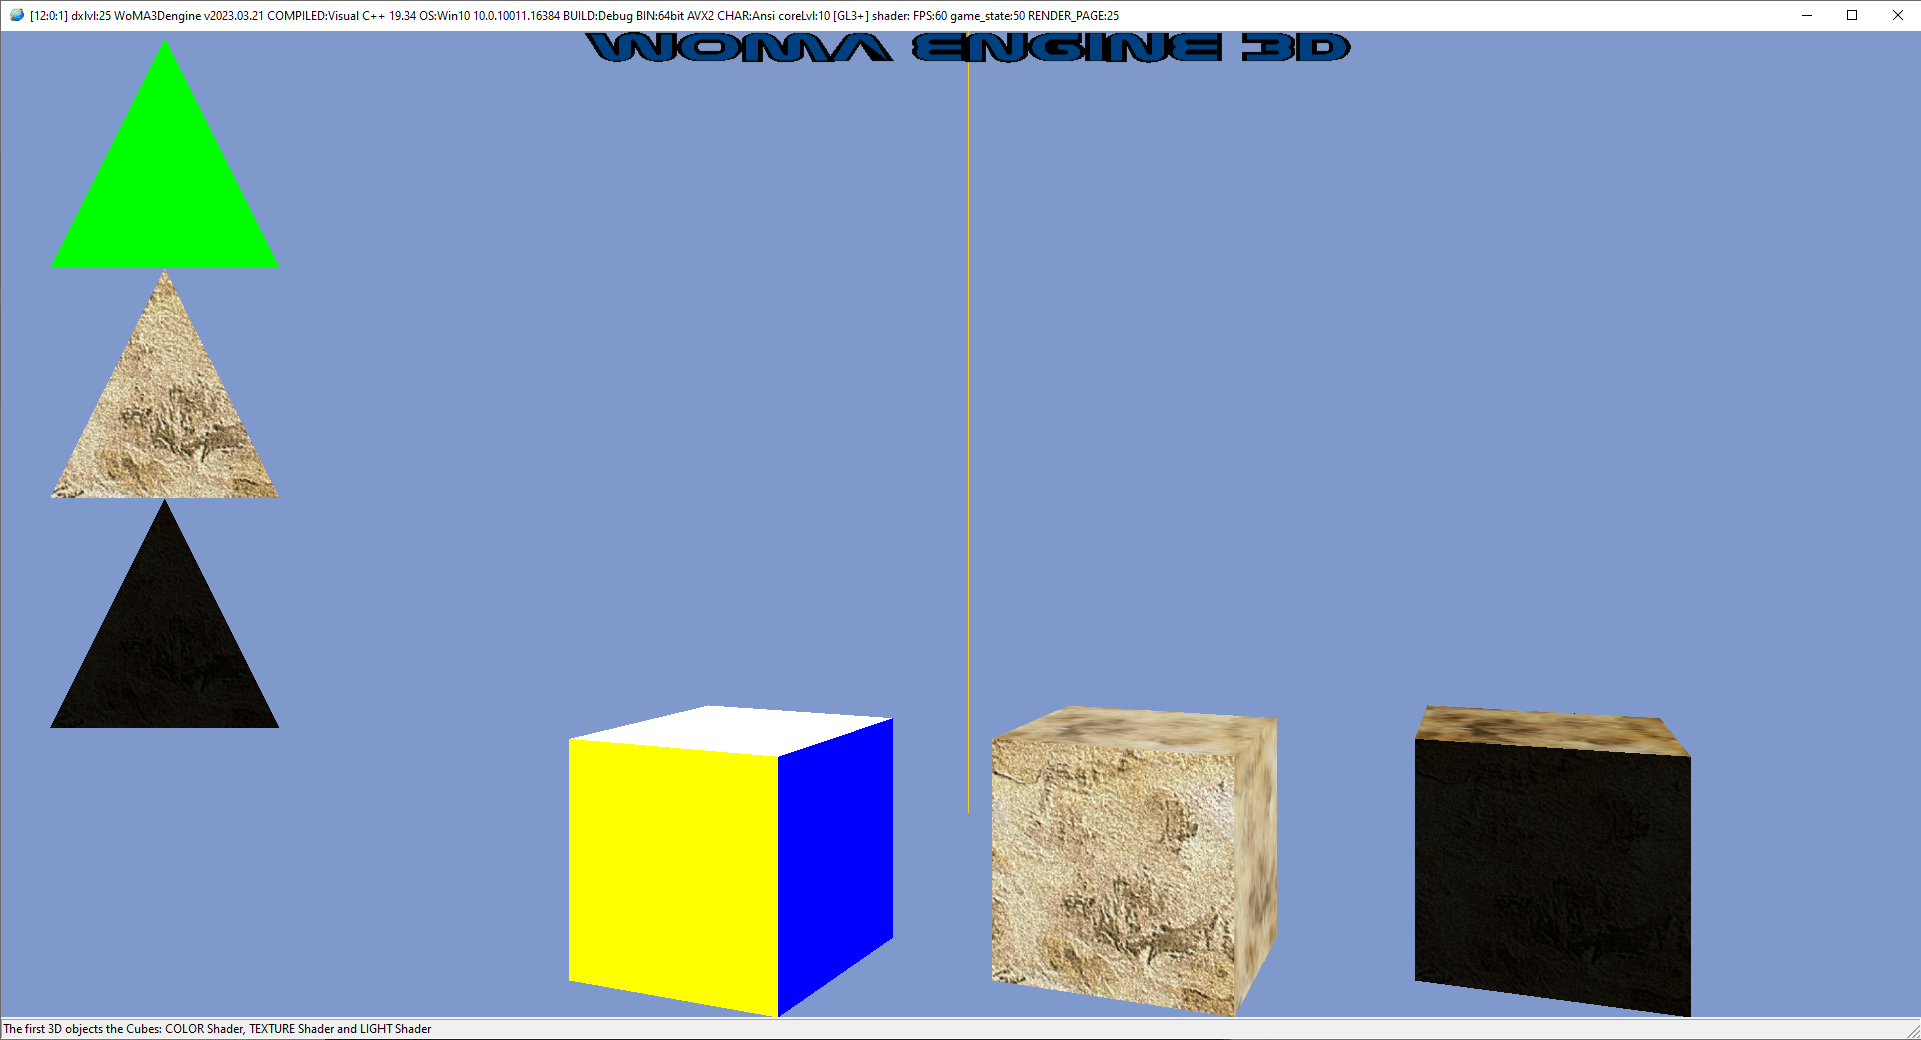 [12:0:1] dxlvl:25 WoMA3Dengine v2023.03.21 COMPILED:Visual C++ 19.34 OS:Win10 10.0.10011.16384 BUILD:Debug BIN:64bit AVX2 CHAR:Ansi coreLvl:10 [GL3+] shader: FPS:60 game_state:50 RENDER_PAGE:25
WOMA ENGINE 3D
The first 3D objects the Cubes: COLOR Shader, TEXTURE Shader and LIGHT Shader